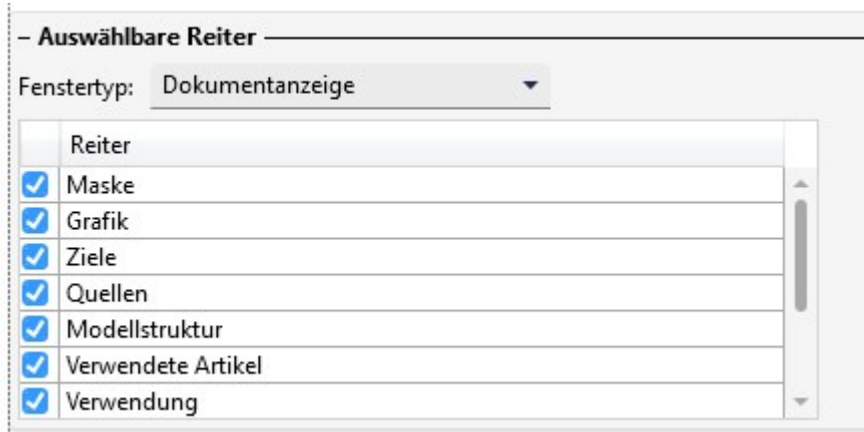 Auswählbare Reiter
Fenstertyp: Dokumentanzeige
Reiter
Maske
Grafik
Ziele
Quellen
Modellstruktur
Verwendete Artikel
Verwendung